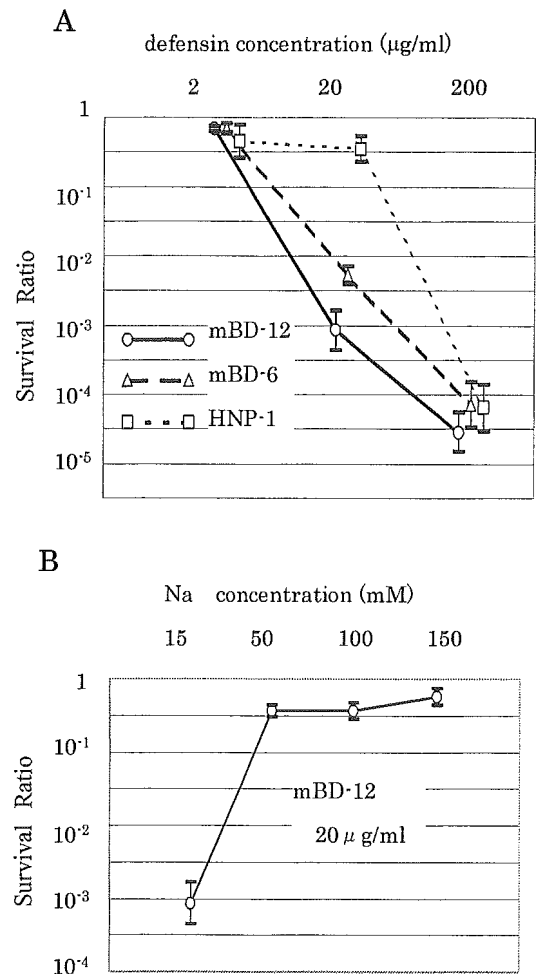 A
defensin concentration (μg/ml)
2 20 200
1
10-1
10-2
10-3
10-4
10-5
Survival Ratio
mBD-12
mBD-6
HNP-1
B
Na concentration (mM)
15 50 100 150
1
10-1
10-2
10-3
10-4
Survival Ratio
mBD-12
20 μ g/ml